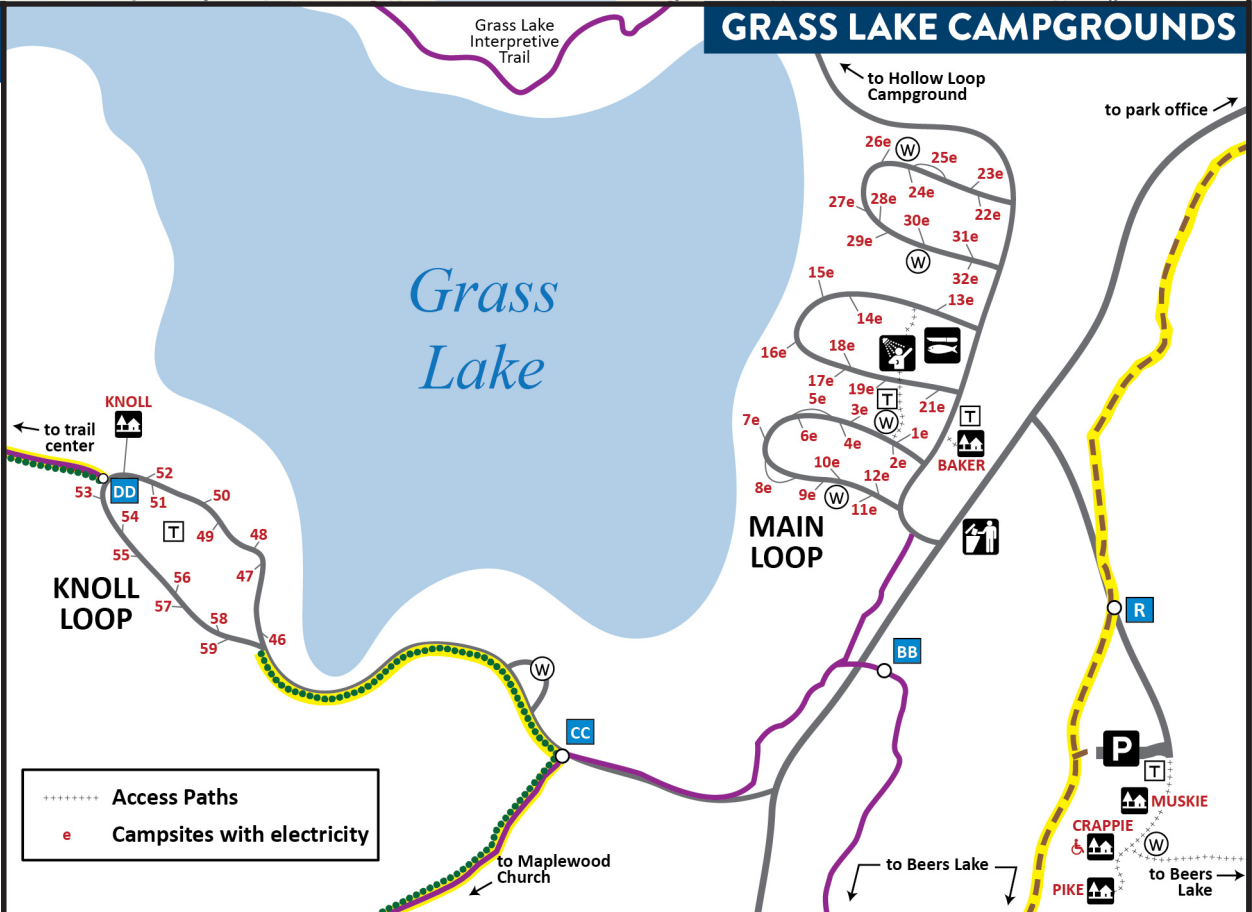 GRASS LAKE CAMPGROUNDS
Grass Lake
Interpretive
Trail
to Hollow Loop
Campground
to park office
26e
W
25e
23e
24e
22e
27e
28e
30e
29e
31e
W
32e
15e
13e
14e
16e
18e
17e
19e
21e
T
W
T
BAKER
5e
3e
1e
7e
6e
4e
2e
10e
12e
8e
9e
W
11e
MAIN
LOOP
Grass
Lake
KNOLL
to trail
center
DD
53
52
51
50
54
T
49
48
55
47
56
57
58
59
46
KNOLL
LOOP
W
CC
BB
R
P
T
MUSKIE
CRAPPIE
W
PIKE
to Beers
Lake
to Beers Lake
to Maplewood
Church
Access Paths
e Campsites with electricity